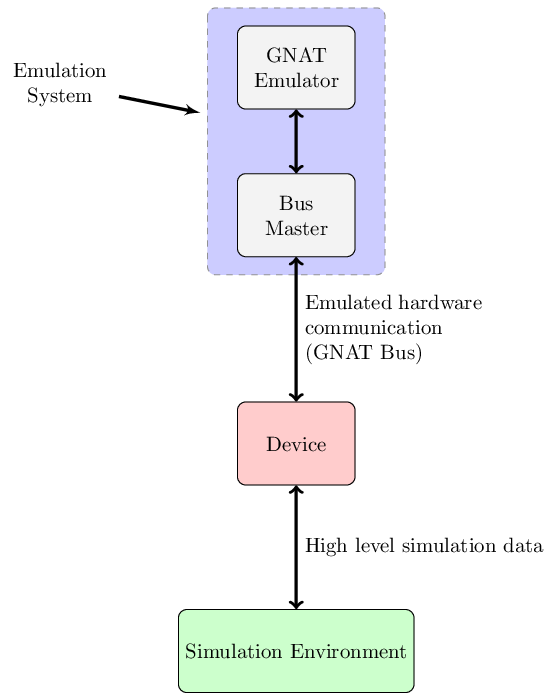 GNAT
Emulator
Emulation
System
Bus
Master
Emulated hardware
communication
(GNAT Bus)
Device
High level simulation data
Simulation Environment